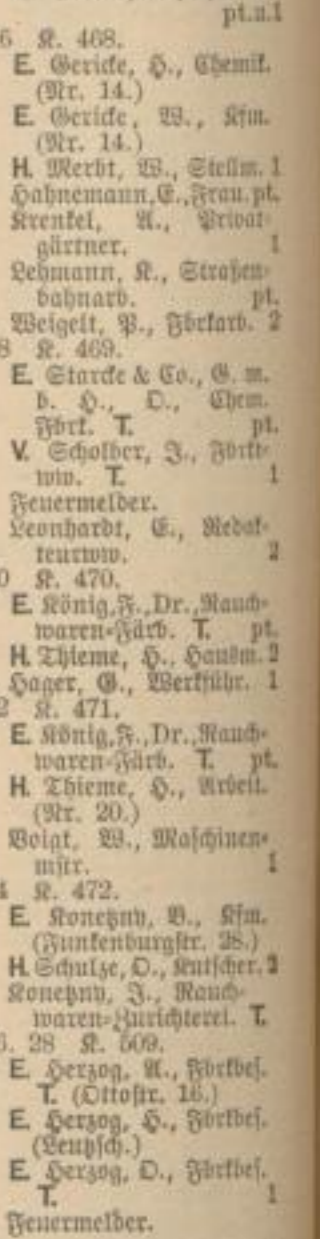 pt.u.1
6 K. 468.
E. Gericke, H., Chemik.
(Nr. 14.)
E. Gericke, W., Kfm.
(Nr. 14.)
H. Merbt, W., Stellm. 1
Hahnemann, E., Frau. pt.
Krenkel, A., Privat-
gärtner. 1
Lehmann, K., Straßen-
bahnarb. pt.
Weigelt, P., Fbrkarb. 2
8 K. 469.
E. Starcke & Co., G. m.
b. H., O., Chem.
Fbrk. T. pt.
V. Scholber, J., Fbrkt-
ww. T. 1
Feuermelder.
Leonhardt, E., Redak-
teurww. 2
0 K. 470.
E. König, F., Dr., Rauch-
waren-Färb. T. pt.
H. Thieme, H., Hausm. 2
Hager, G., Werkführ. 1
2 K. 471.
E. König, F., Dr., Rauch-
waren-Färb. T. pt.
H. Thieme, H., Arbeit.
(Nr. 20.)
Voigt, W., Maschinen-
mstr. 1
4 K. 472.
E. Konetzny, B., Kfm.
(Funkenburgstr. 28.)
H. Schulze, O., Kutscher. 3
Konetzny, J., Rauch-
waren-Zurichterei. T.
6. 28 K. 509.
E. Herzog, A., Fbrkbes.
T. (Ottostr. 16.)
E. Herzog, H., Fbrkbes.
(Leutzsch.)
E. Herzog, O., Fbrkbes.
T. 1
Feuermelder.